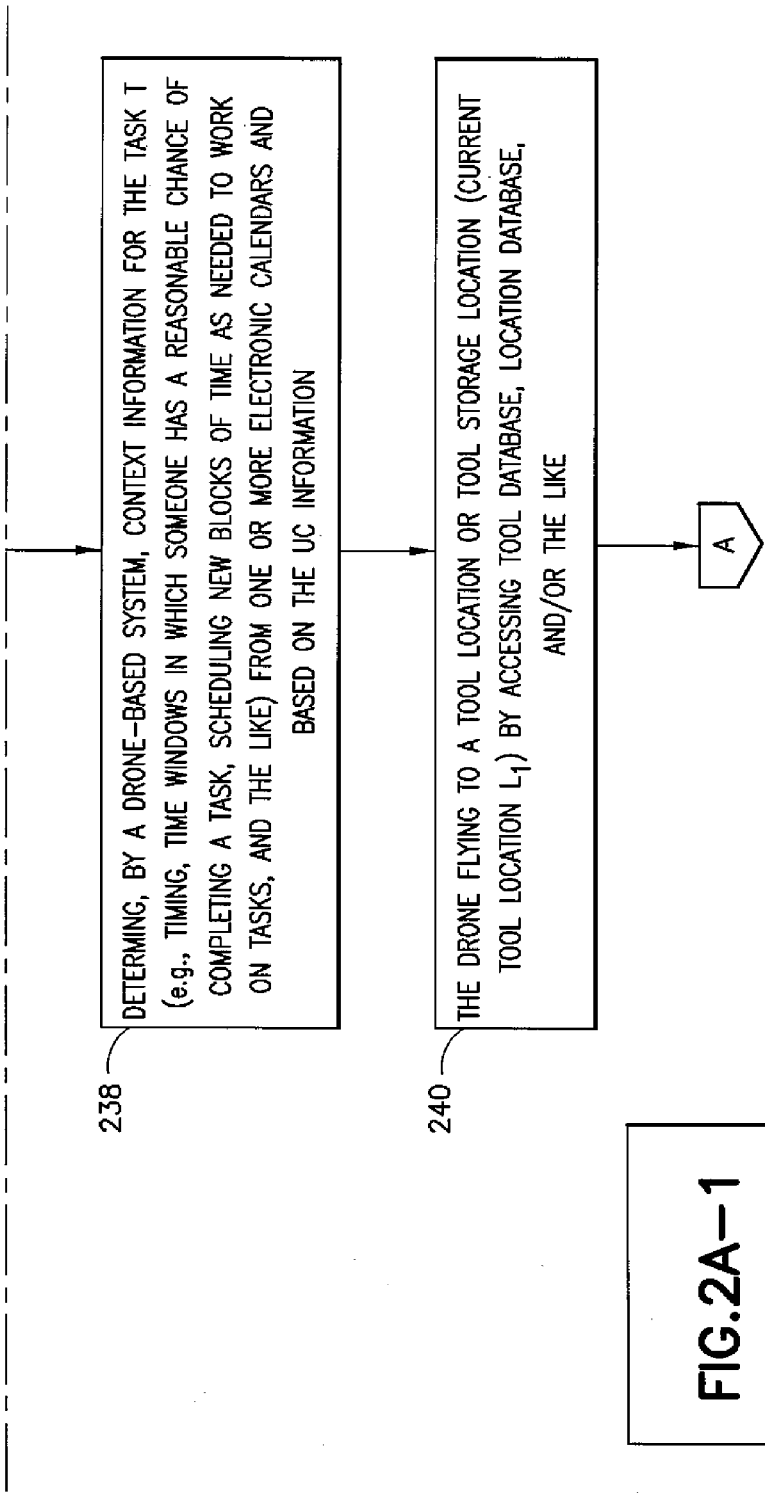 238
DETERMINING, BY A DRONE-BASED SYSTEM, CONTEXT INFORMATION FOR THE TASK T
(e.g., TIMING, TIME WINDOWS IN WHICH SOMEONE HAS A REASONABLE CHANCE OF
COMPLETING A TASK, SCHEDULING NEW BLOCKS OF TIME AS NEEDED TO WORK
ON TASKS, AND THE LIKE) FROM ONE OR MORE ELECTRONIC CALENDARS AND
BASED ON THE UC INFORMATION
240
THE DRONE FLYING TO A TOOL LOCATION OR TOOL STORAGE LOCATION (CURRENT
TOOL LOCATION L₁) BY ACCESSING TOOL DATABASE, LOCATION DATABASE,
AND/OR THE LIKE
A
FIG.2A-1